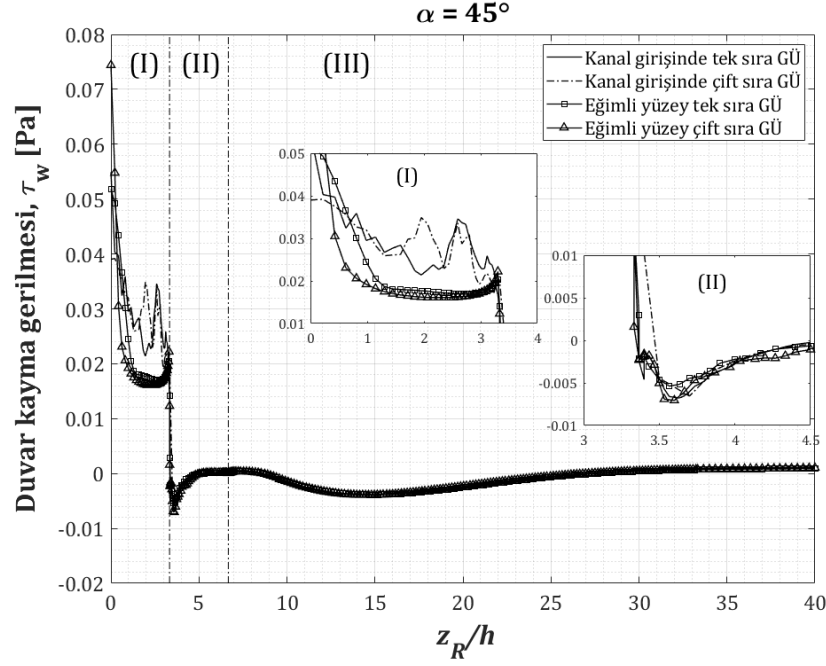 α = 45°
Duvar kayma gerilmesi, τw [Pa]
0.08
0.07
0.06
0.05
0.04
0.03
0.02
0.01
0
-0.01
-0.02
(I)
(II)
(III)
Kanal girişinde tek sıra GÜ
Kanal girişinde çift sıra GÜ
Eğimli yüzey tek sıra GÜ
Eğimli yüzey çift sıra GÜ
(I)
0.05
0.04
0.03
0.02
0.01
0 1 2 3 4
(II)
0.01
0.005
0
-0.005
-0.01
3 3.5 4 4.5
0 5 10 15 20 25 30 35 40
zR/h